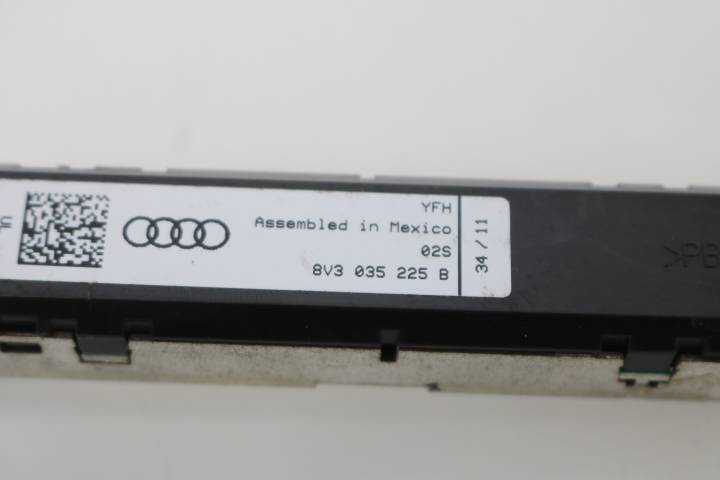 YFH
Assembled in Mexico
02S
8V3 035 225 B
34/11
>PB